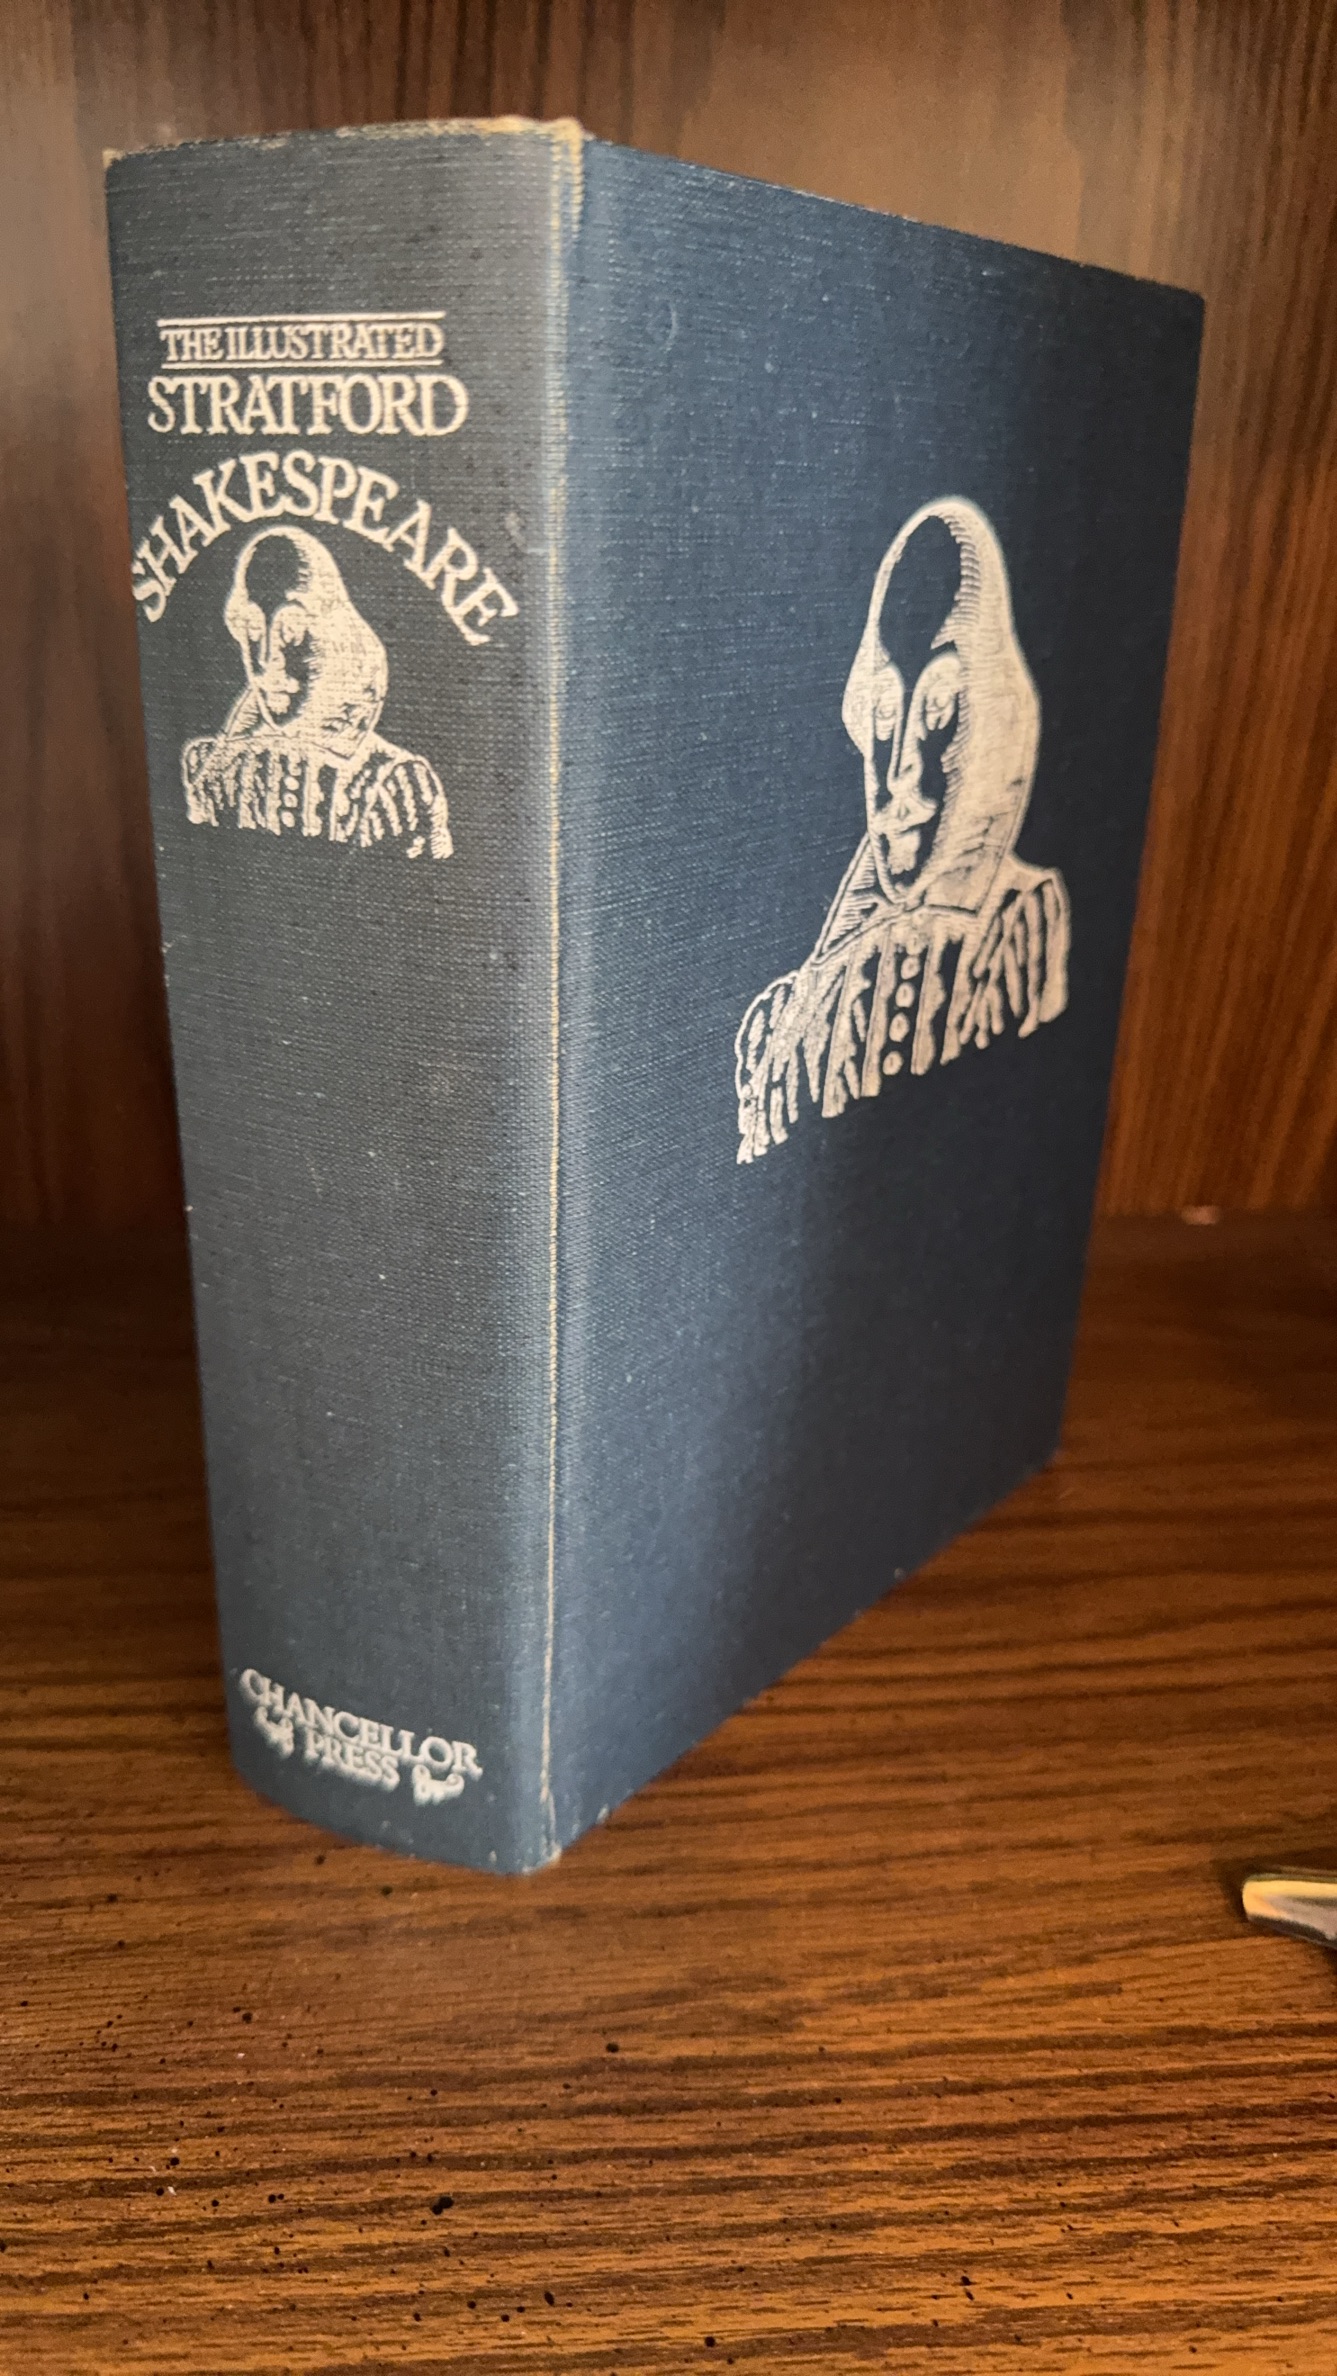 THE ILLUSTRATED
STRATFORD
SHAKESPEARE
CHANCELLOR
PRESS